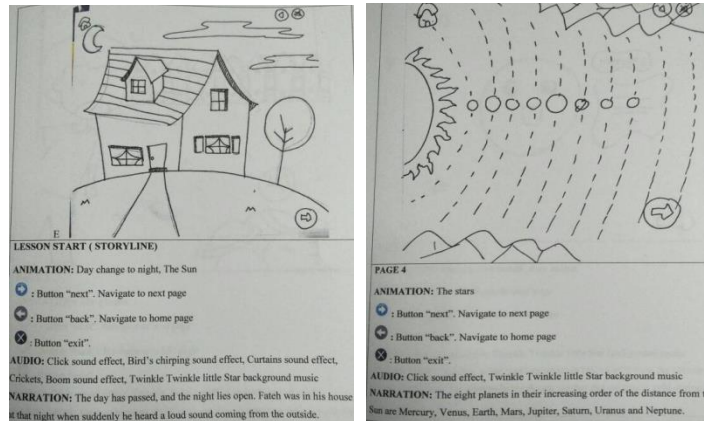 E
LESSON START ( STORYLINE)
ANIMATION: Day change to night, The Sun
: Button “next”. Navigate to next page
: Button “back”. Navigate to home page
: Button “exit”.
AUDIO: Click sound effect, Bird’s chirping sound effect, Curtains sound effect,
Crickets, Boom sound effect, Twinkle Twinkle little Star background music
NARRATION: The day has passed, and the night lies open. Fateh was in his house
at that night when suddenly he heard a loud sound coming from the outside.
PAGE 4
ANIMATION: The stars
: Button “next”. Navigate to next page
: Button “back”. Navigate to home page
: Button “exit”.
AUDIO: Click sound effect, Twinkle Twinkle little Star background music
NARRATION: The eight planets in their increasing order of the distance from
Sun are Mercury, Venus, Earth, Mars, Jupiter, Saturn, Uranus and Neptune.